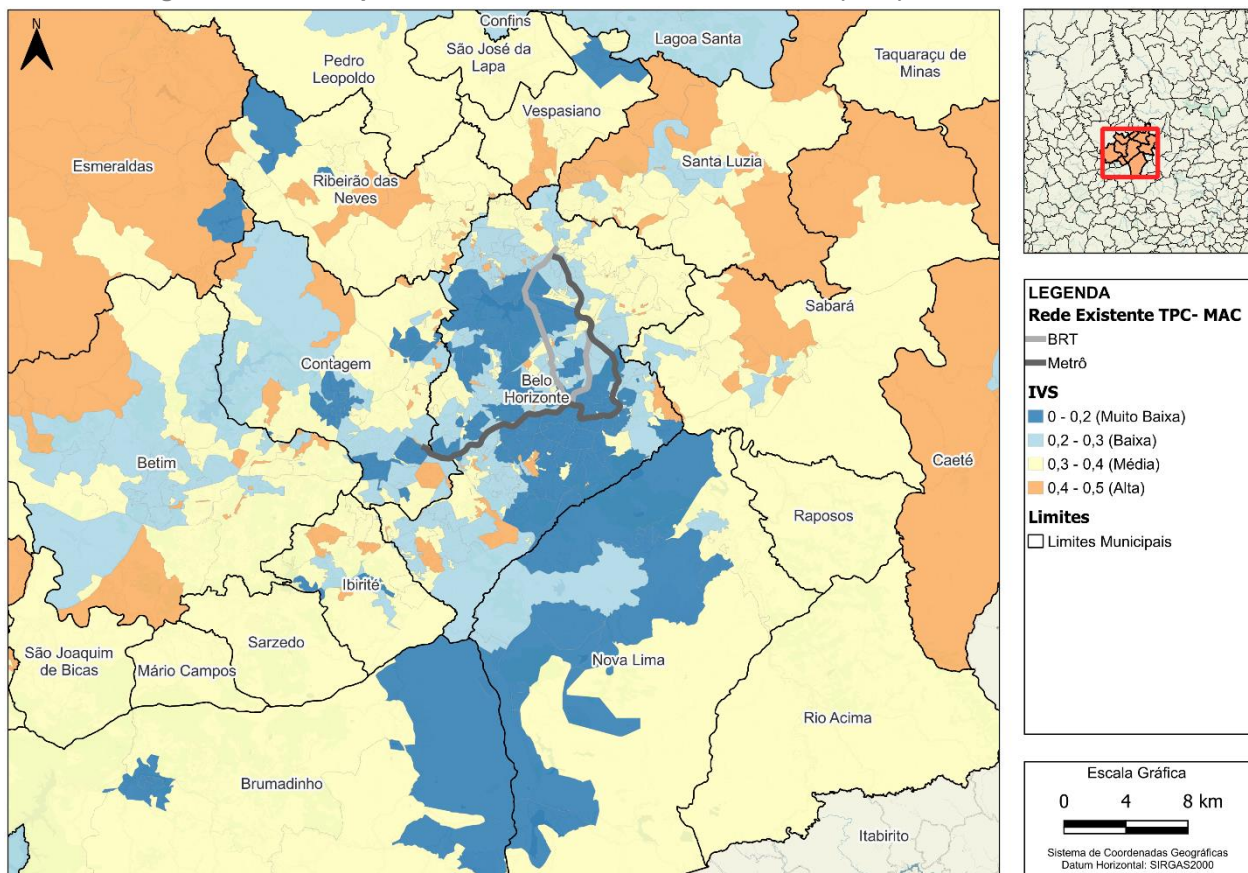 N
Confins
Lagoa Santa
São José da
Lapa
Taquaraçu de
Minas
Pedro
Leopoldo
Vespasiano
Esmeraldas
Santa Luzia
Ribeirão das
Neves
Sabará
Contagem
Belo
Horizonte
Betim
Caeté
Raposos
Ibirité
Sarzedo
São Joaquim
de Bicas
Mário Campos
Nova Lima
Rio Acima
Brumadinho
Itabirito
LEGENDA
Rede Existente TPC- MAC
BRT
Metrô
IVS
0 - 0,2 (Muito Baixa)
0,2 - 0,3 (Baixa)
0,3 - 0,4 (Média)
0,4 - 0,5 (Alta)
Limites
Limites Municipais
Escala Gráfica
0 4 8 km
Sistema de Coordenadas Geográficas
Datum Horizontal: SIRGAS2000